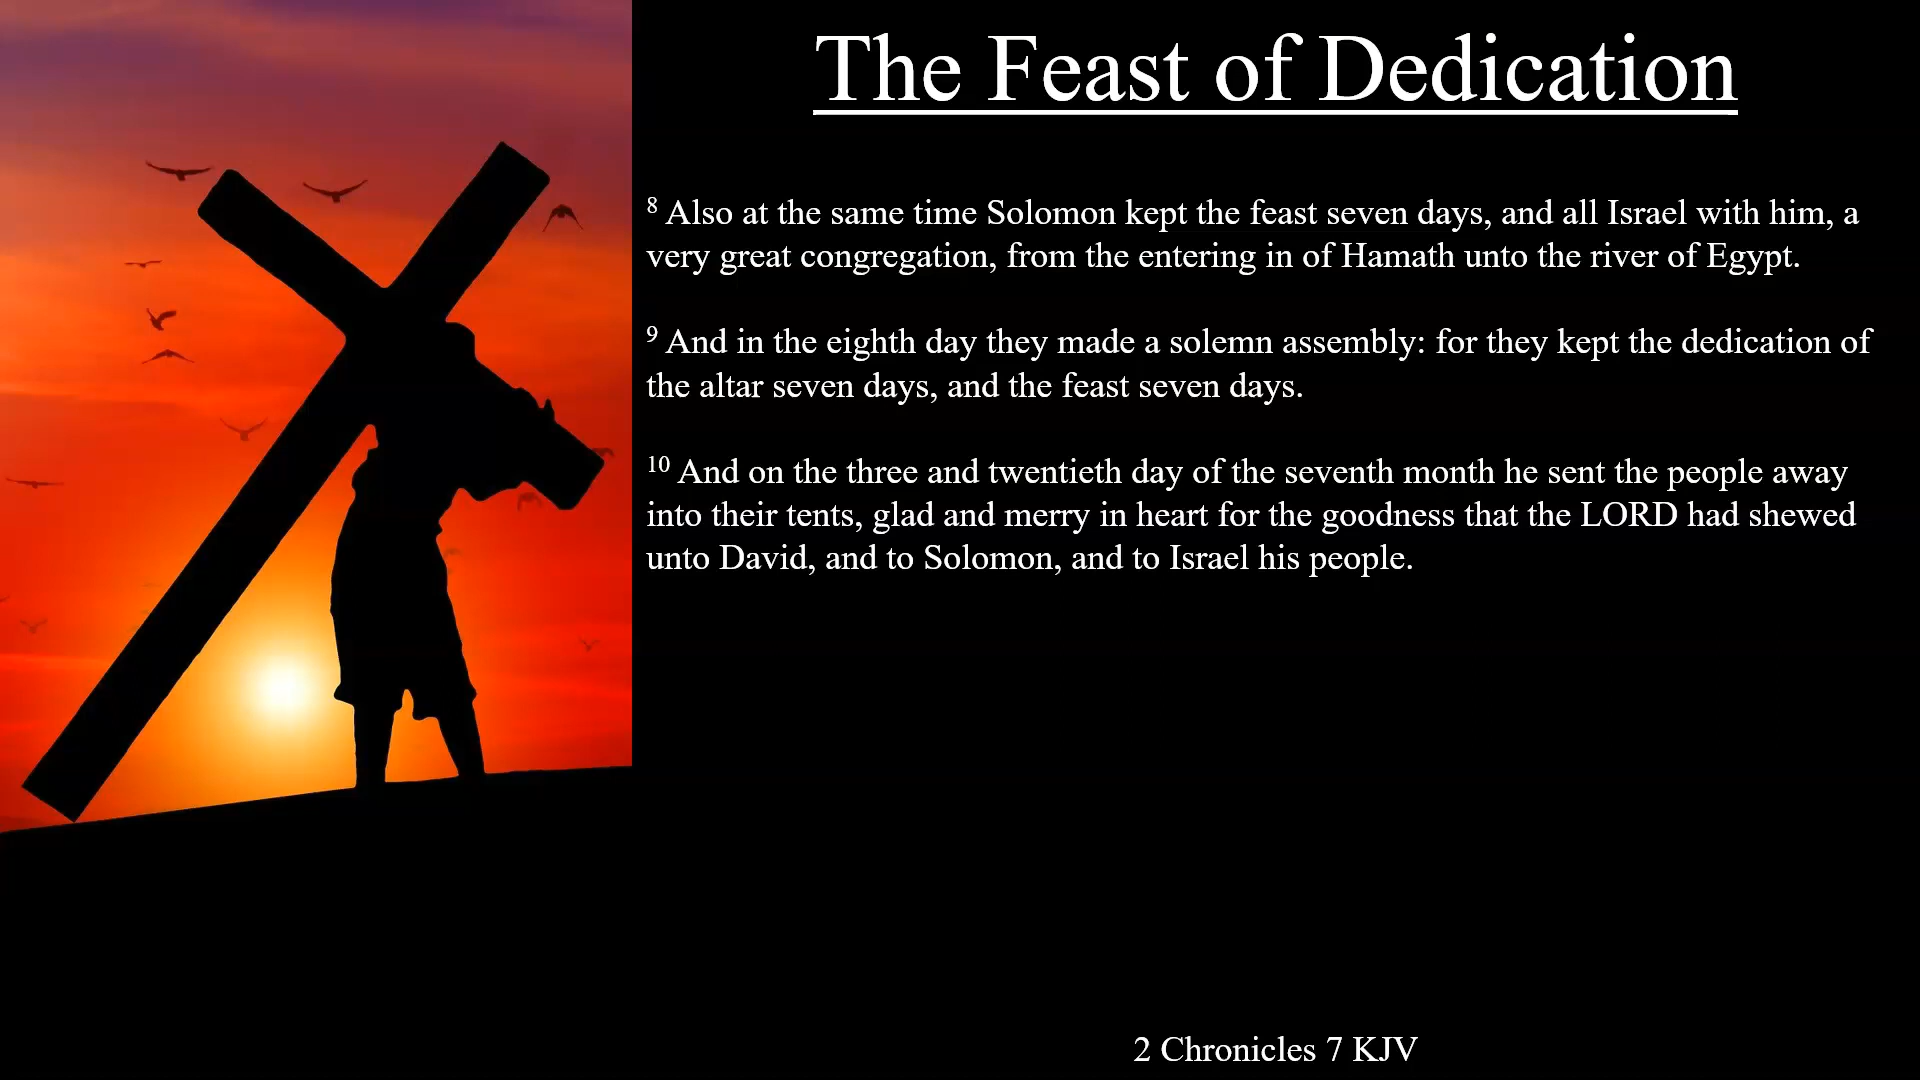 The Feast of Dedication
8 Also at the same time Solomon kept the feast seven days, and all Israel with him, a
very great congregation, from the entering in of Hamath unto the river of Egypt.
9 And in the eighth day they made a solemn assembly: for they kept the dedication of
the altar seven days, and the feast seven days.
10 And on the three and twentieth day of the seventh month he sent the people away
into their tents, glad and merry in heart for the goodness that the LORD had shewed
unto David, and to Solomon, and to Israel his people.
2 Chronicles 7 KJV